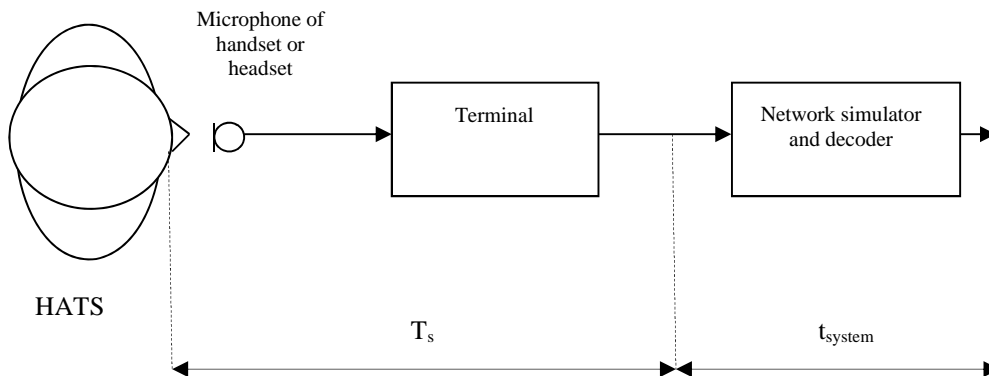 Microphone of
handset or
headset
Terminal
Network simulator
and decoder
HATS
Ts
tsystem